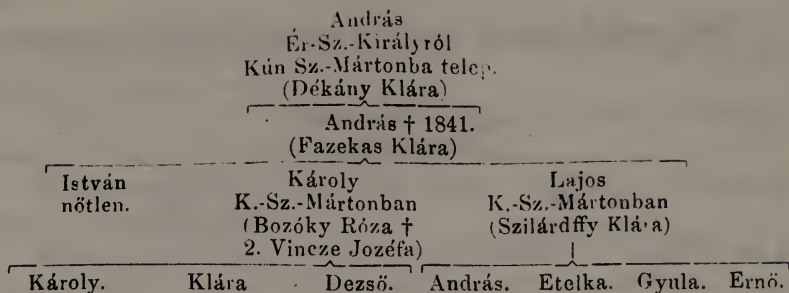 András
Ér-Sz.-Királyról
Kún Sz.-Mártonba telep.
(Dékány Klára)
András † 1841.
(Fazekas Klára)
István Károly Lajos
nőtlen. K.-Sz.-Mártonban K.-Sz.-Mártonban
(Bozóky Róza † (Szilárdffy Klára)
2. Vincze Jozéfa)
Károly. Klára Dezső. András. Etelka. Gyula. Ernő.